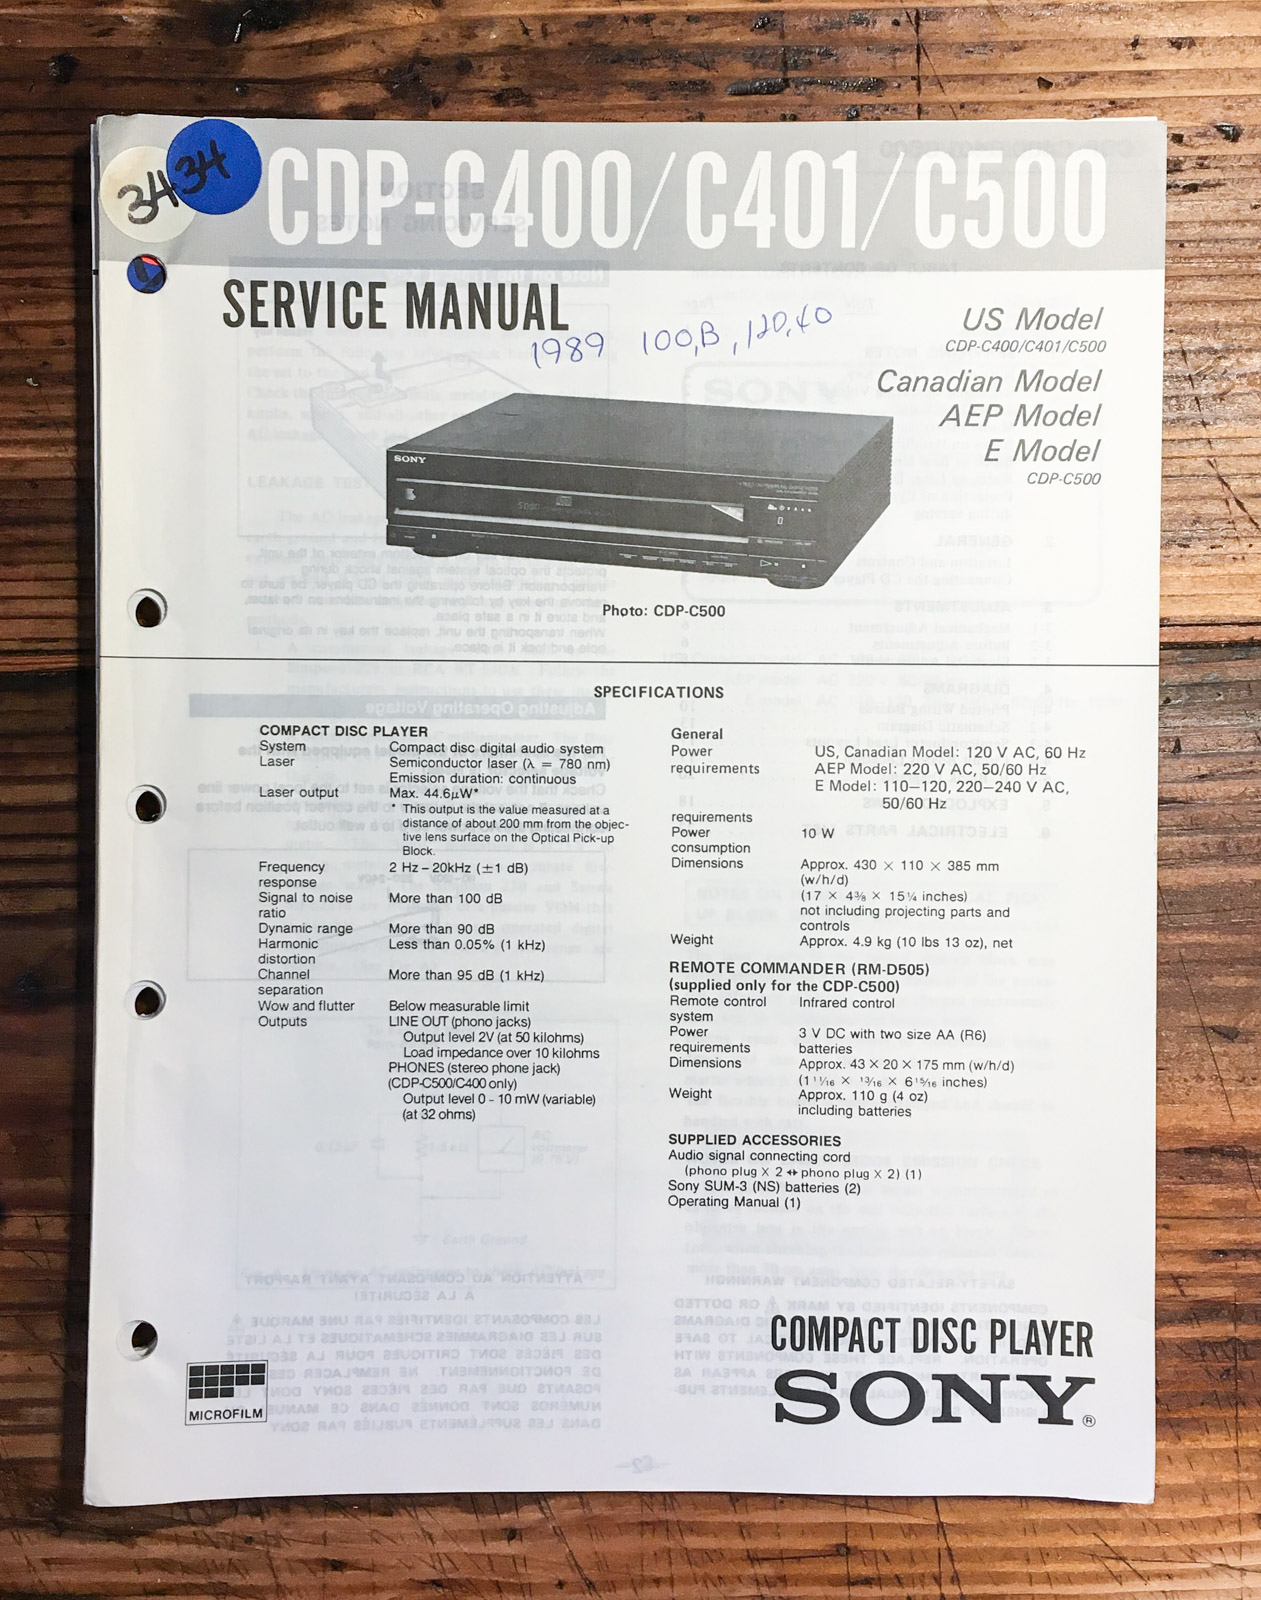 34
34
CDP-C400/C401/C500
SERVICE MANUAL
1989 100,B,120,40
US Model
CDP-C400/C401/C500
Canadian Model
AEP Model
E Model
CDP-C500
SONY
Photo: CDP-C500
SPECIFICATIONS
COMPACT DISC PLAYER
System Compact disc digital audio system
Laser Semiconductor laser (λ = 780 nm)
Emission duration: continuous
Laser output Max. 44.6μW*
* This output is the value measured at a
distance of about 200 mm from the objec-
tive lens surface on the Optical Pick-up
Block.
Frequency 2 Hz – 20kHz (±1 dB)
response
Signal to noise More than 100 dB
ratio
Dynamic range More than 90 dB
Harmonic Less than 0.05% (1 kHz)
distortion
Channel More than 95 dB (1 kHz)
separation
Wow and flutter Below measurable limit
Outputs LINE OUT (phono jacks)
Output level 2V (at 50 kilohms)
Load impedance over 10 kilohms
PHONES (stereo phone jack)
(CDP-C500/C400 only)
Output level 0 - 10 mW (variable)
(at 32 ohms)
General
Power US, Canadian Model: 120 V AC, 60 Hz
requirements AEP Model: 220 V AC, 50/60 Hz
E Model: 110–120, 220–240 V AC,
50/60 Hz
requirements
Power 10 W
consumption
Dimensions Approx. 430 × 110 × 385 mm
(w/h/d)
(17 × 4⅜ × 15¼ inches)
not including projecting parts and
controls
Weight Approx. 4.9 kg (10 lbs 13 oz), net
REMOTE COMMANDER (RM-D505)
(supplied only for the CDP-C500)
Remote control Infrared control
system
Power 3 V DC with two size AA (R6)
requirements batteries
Dimensions Approx. 43 × 20 × 175 mm (w/h/d)
(1 11/16 × 13/16 × 6 15/16 inches)
Weight Approx. 110 g (4 oz)
including batteries
SUPPLIED ACCESSORIES
Audio signal connecting cord
(phono plug X 2 ↔ phono plug X 2) (1)
Sony SUM-3 (NS) batteries (2)
Operating Manual (1)
MICROFILM
COMPACT DISC PLAYER
SONY®